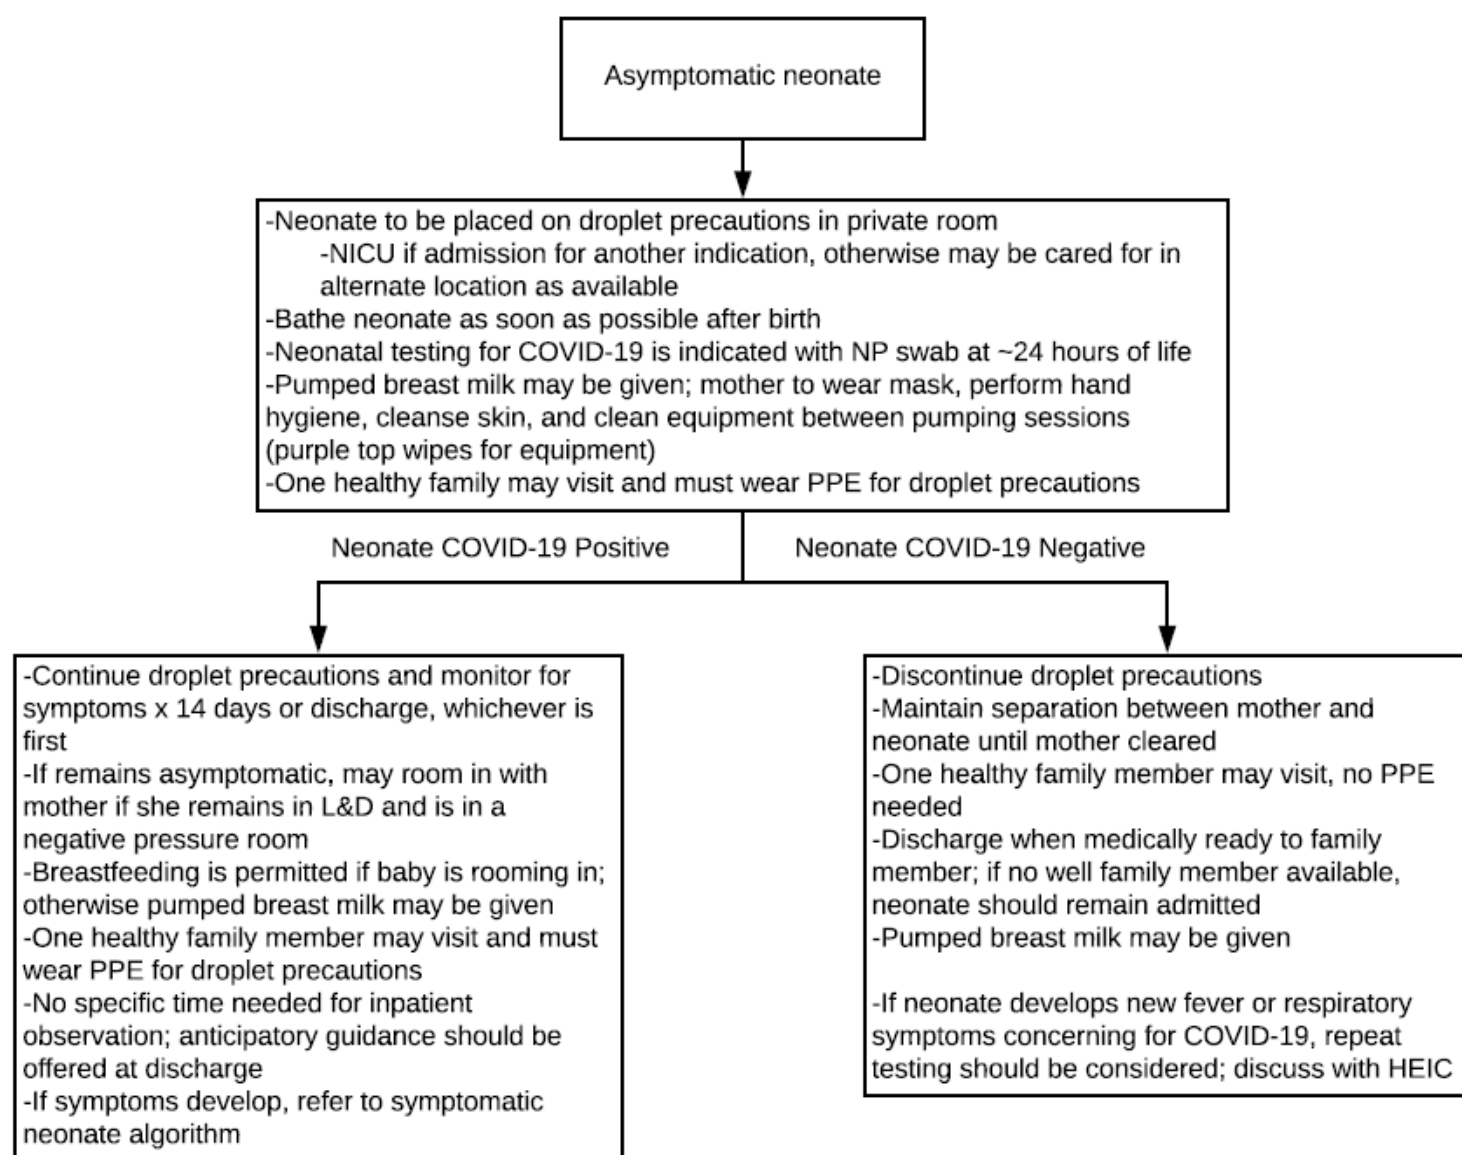 Asymptomatic neonate
-Neonate to be placed on droplet precautions in private room
-NICU if admission for another indication, otherwise may be cared for in
alternate location as available
-Bathe neonate as soon as possible after birth
-Neonatal testing for COVID-19 is indicated with NP swab at ~24 hours of life
-Pumped breast milk may be given; mother to wear mask, perform hand
hygiene, cleanse skin, and clean equipment between pumping sessions
(purple top wipes for equipment)
-One healthy family may visit and must wear PPE for droplet precautions
Neonate COVID-19 Positive
Neonate COVID-19 Negative
-Continue droplet precautions and monitor for
symptoms x 14 days or discharge, whichever is
first
-If remains asymptomatic, may room in with
mother if she remains in L&D and is in a
negative pressure room
-Breastfeeding is permitted if baby is rooming in;
otherwise pumped breast milk may be given
-One healthy family member may visit and must
wear PPE for droplet precautions
-No specific time needed for inpatient
observation; anticipatory guidance should be
offered at discharge
-If symptoms develop, refer to symptomatic
neonate algorithm
-Discontinue droplet precautions
-Maintain separation between mother and
neonate until mother cleared
-One healthy family member may visit, no PPE
needed
-Discharge when medically ready to family
member; if no well family member available,
neonate should remain admitted
-Pumped breast milk may be given
-If neonate develops new fever or respiratory
symptoms concerning for COVID-19, repeat
testing should be considered; discuss with HEIC